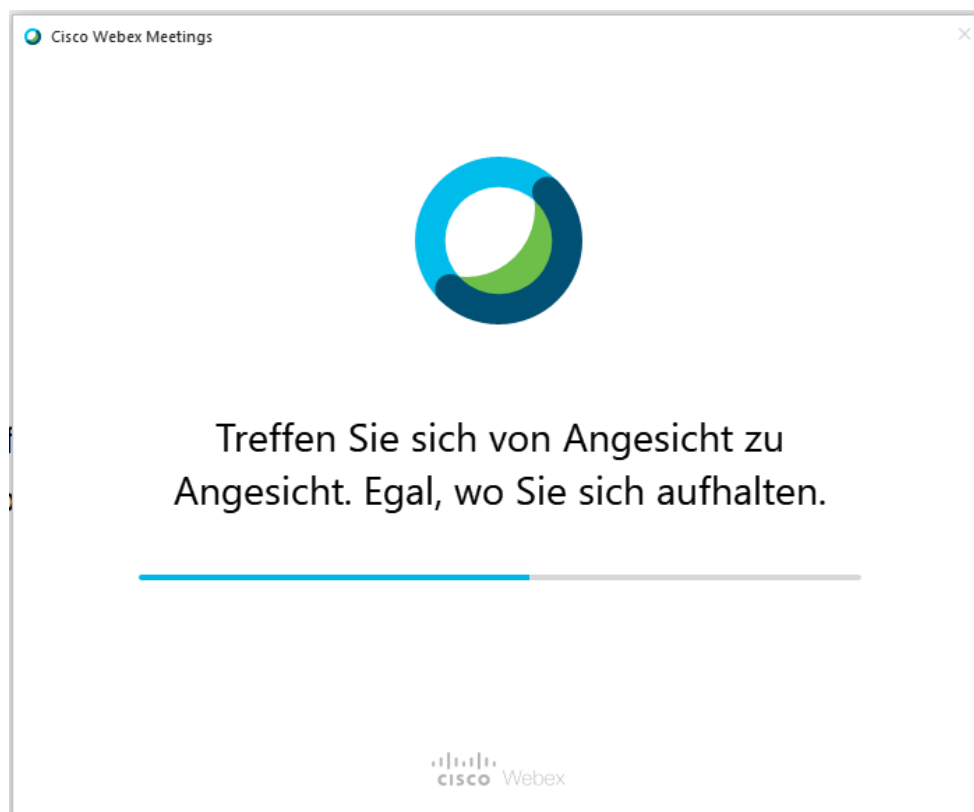 Cisco Webex Meetings
Treffen Sie sich von Angesicht zu
Angesicht. Egal, wo Sie sich aufhalten.
CISCO Webex